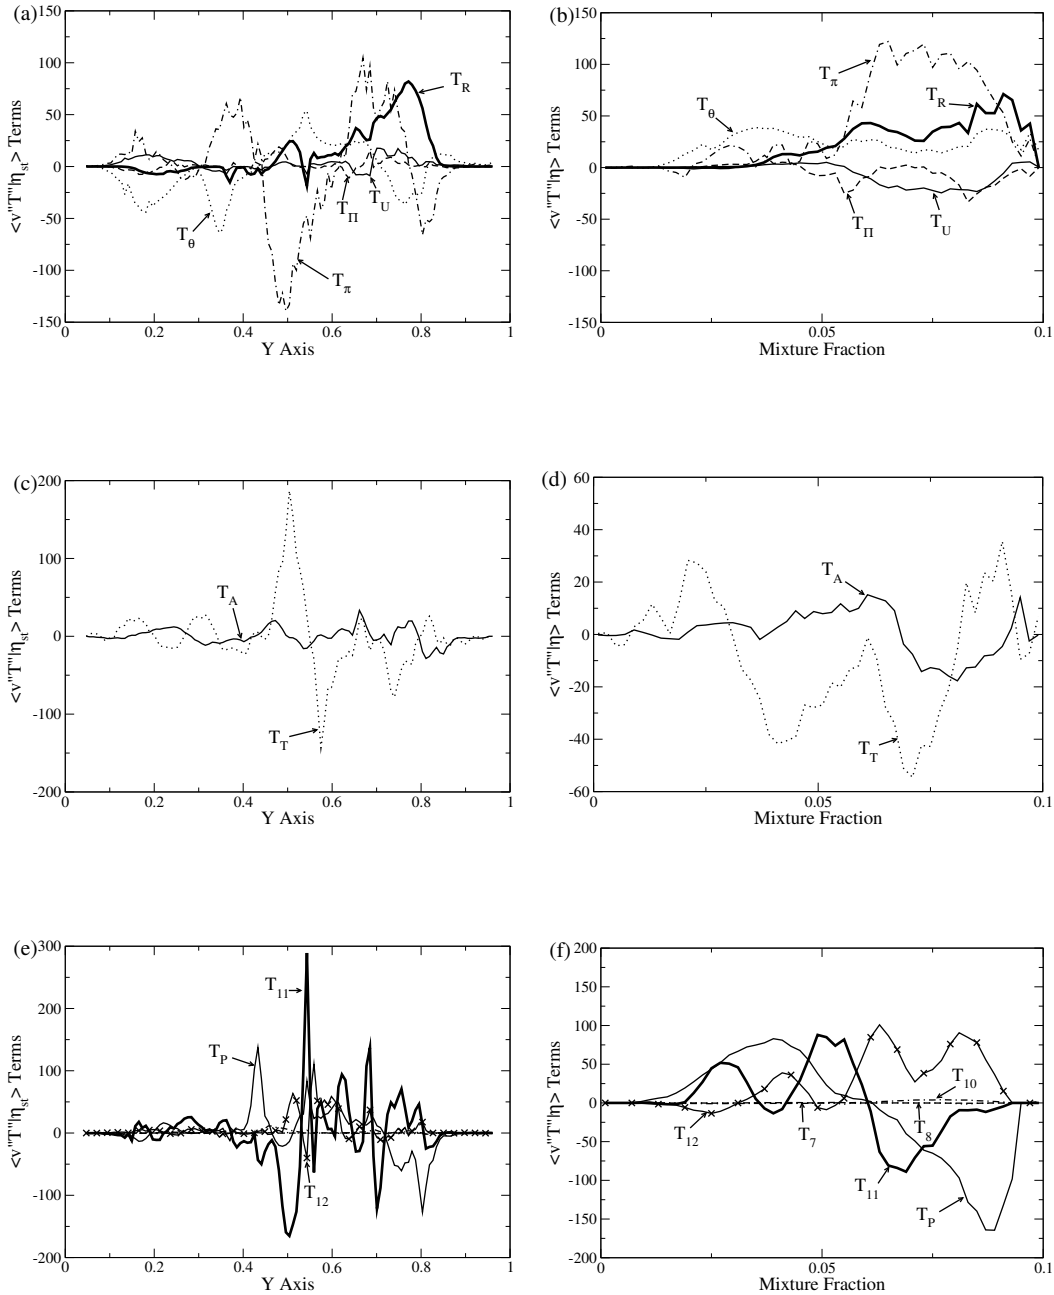 (a)
150
100
50
0
-50
-100
-150
<v"T"|η_st> Terms
T_R
T_θ
T_Π
T_U
T_π
0 0.2 0.4 0.6 0.8 1
Y Axis
(b)
150
100
50
0
-50
-100
-150
<v"T"|η> Terms
T_π
T_R
T_θ
T_Π
T_U
0 0.05 0.1
Mixture Fraction
(c)
200
100
0
-100
-200
<v"T"|η_st> Terms
T_A
T_T
0 0.2 0.4 0.6 0.8 1
Y Axis
(d)
60
40
20
0
-20
-40
-60
<v"T"|η> Terms
T_A
T_T
0 0.05 0.1
Mixture Fraction
(e)
300
200
100
0
-100
-200
<v"T"|η_st> Terms
T_11
T_P
T_12
0 0.2 0.4 0.6 0.8 1
Y Axis
(f)
200
150
100
50
0
-50
-100
-150
-200
<v"T"|η> Terms
T_10
T_12
T_7
T_8
T_11
T_P
0 0.05 0.1
Mixture Fraction